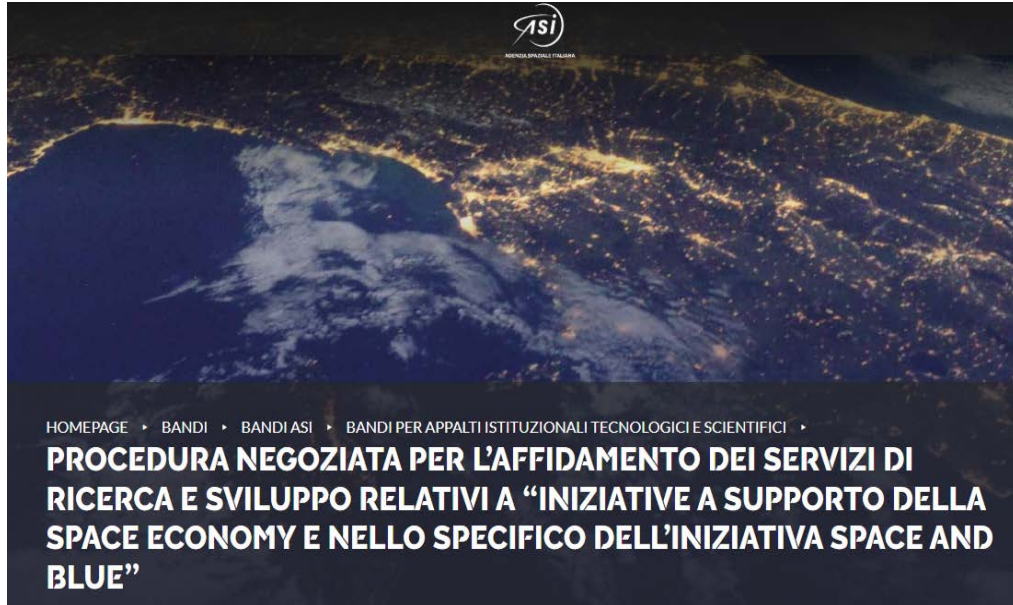 asi
AGENZIA SPAZIALE ITALIANA
HOMEPAGE ‣ BANDI ‣ BANDI ASI ‣ BANDI PER APPALTI ISTITUZIONALI TECNOLOGICI E SCIENTIFICI ‣
PROCEDURA NEGOZIATA PER L’AFFIDAMENTO DEI SERVIZI DI
RICERCA E SVILUPPO RELATIVI A “INIZIATIVE A SUPPORTO DELLA
SPACE ECONOMY E NELLO SPECIFICO DELL’INIZIATIVA SPACE AND
BLUE”